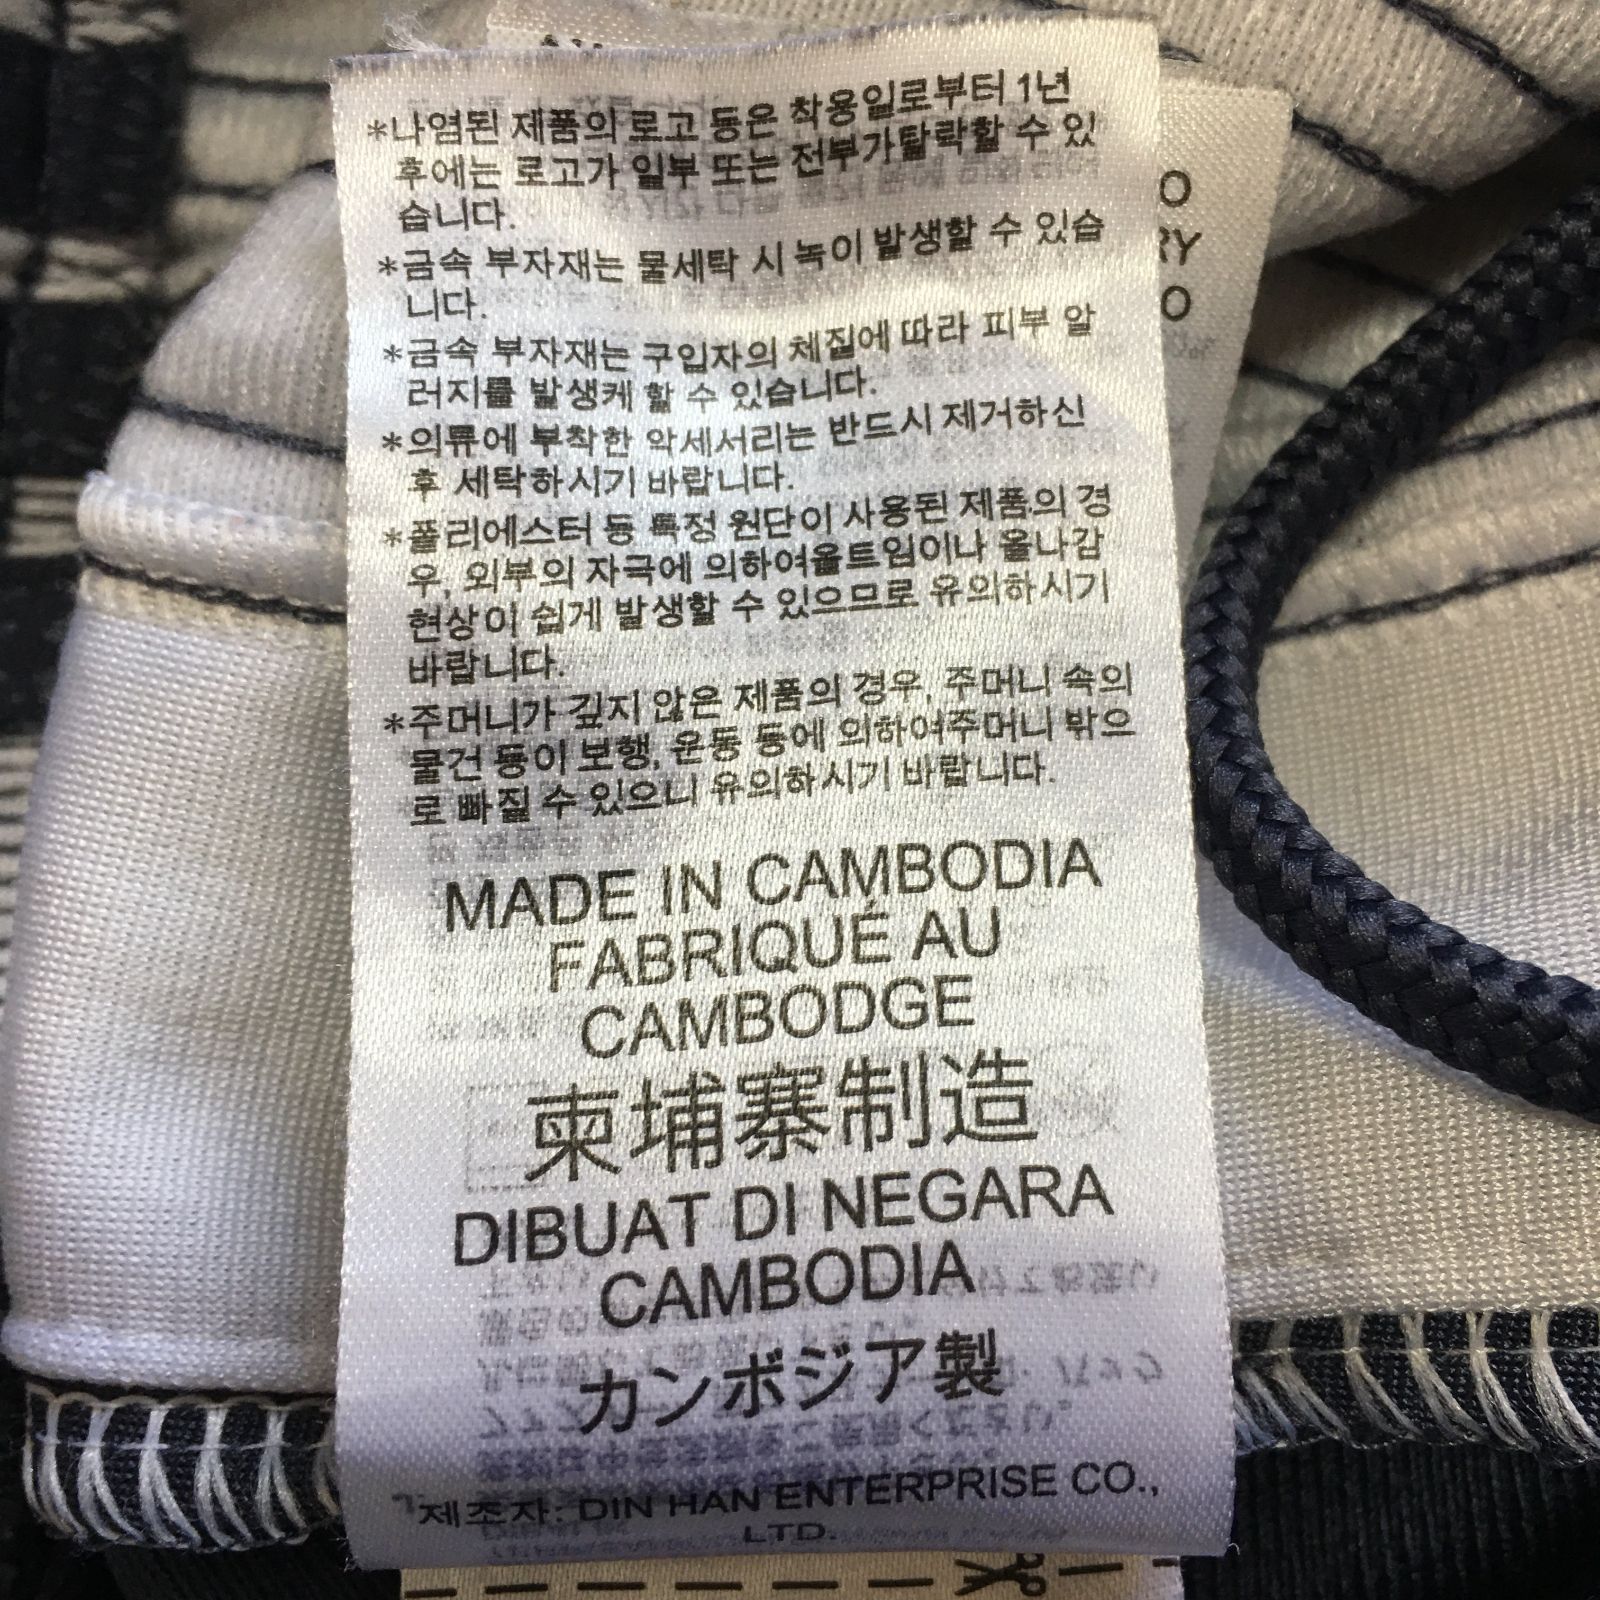 *나염된 제품의 로고 등은 착용일로부터 1년
후에는 로고가 일부 또는 전부가탈락할 수 있
습니다.
*금속 부자재는 물세탁 시 녹이 발생할 수 있습
니다.
*금속 부자재는 구입자의 체질에 따라 피부 알
러지를 발생케 할 수 있습니다.
*의류에 부착한 악세서리는 반드시 제거하신
후 세탁하시기 바랍니다.
*폴리에스터 등 특정 원단이 사용된 제품의 경
우, 외부의 자극에 의하여올트임이나 올나감
현상이 쉽게 발생할 수 있으므로 유의하시기
바랍니다.
*주머니가 깊지 않은 제품의 경우, 주머니 속의
물건 등이 보행, 운동 등에 의하여주머니 밖으
로 빠질 수 있으니 유의하시기 바랍니다.
MADE IN CAMBODIA
FABRIQUÉ AU
CAMBODGE
柬埔寨制造
DIBUAT DI NEGARA
CAMBODIA
カンボジア製
제조자: DIN HAN ENTERPRISE CO.,
LTD.